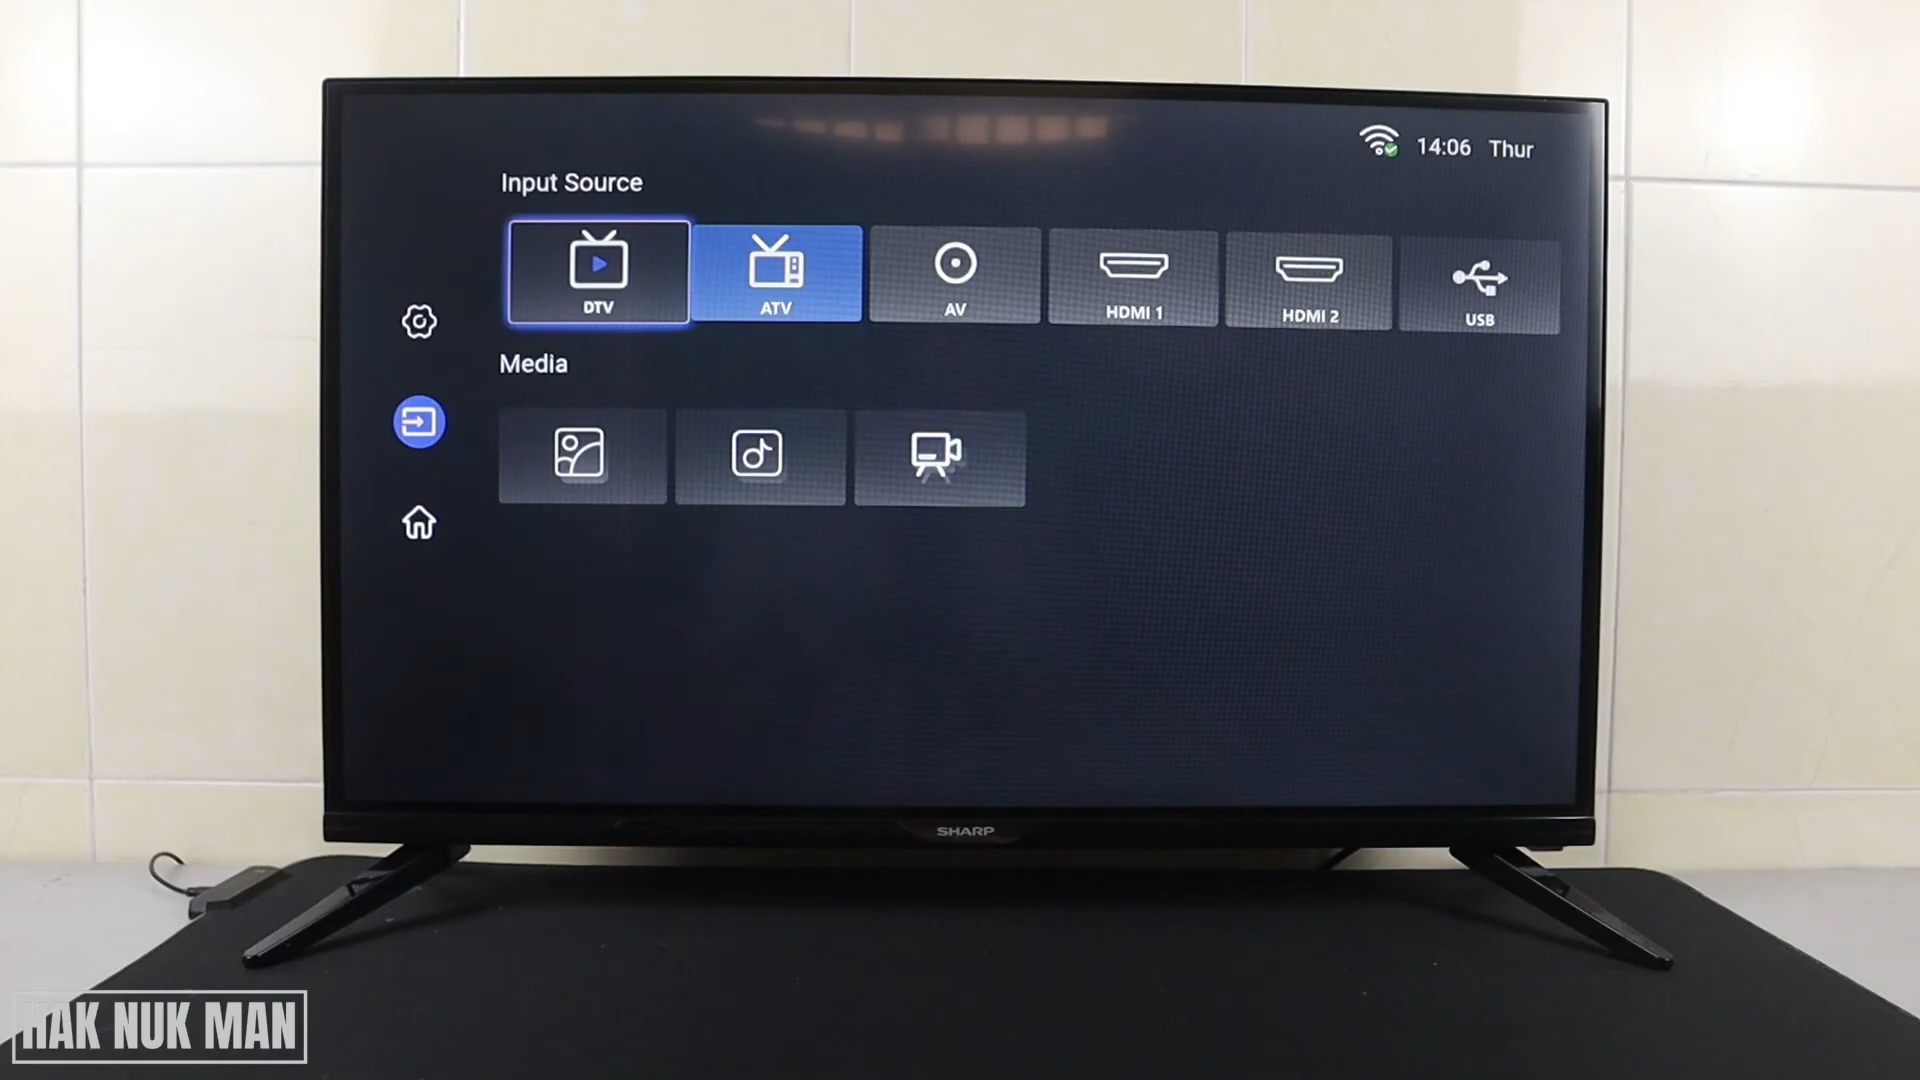 14:06 Thur
Input Source
DTV
ATV
AV
HDMI 1
HDMI 2
USB
Media
SHARP
HAK NUK MAN